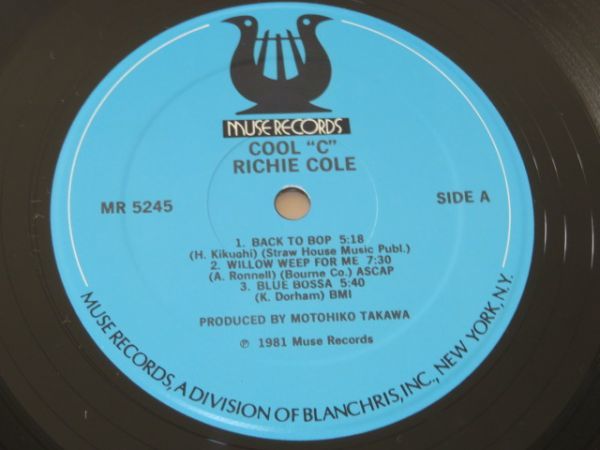 MUSE RECORDS
COOL "C"
RICHIE COLE
MR 5245
SIDE A
1. BACK TO BOP 5:18
(H. Kikuahi) (Straw House Music Publ.)
2. WILLOW WEEP FOR ME 7:30
(A. Ronnell) (Bourne Co.) ASCAP
3. BLUE BOSSA 5:40
(K. Dorham) BMI
PRODUCED BY MOTOHIKO TAKAWA
℗ 1981 Muse Records
MUSE RECORDS, A DIVISION OF BLANCHRIS, INC., NEW YORK, N.Y.